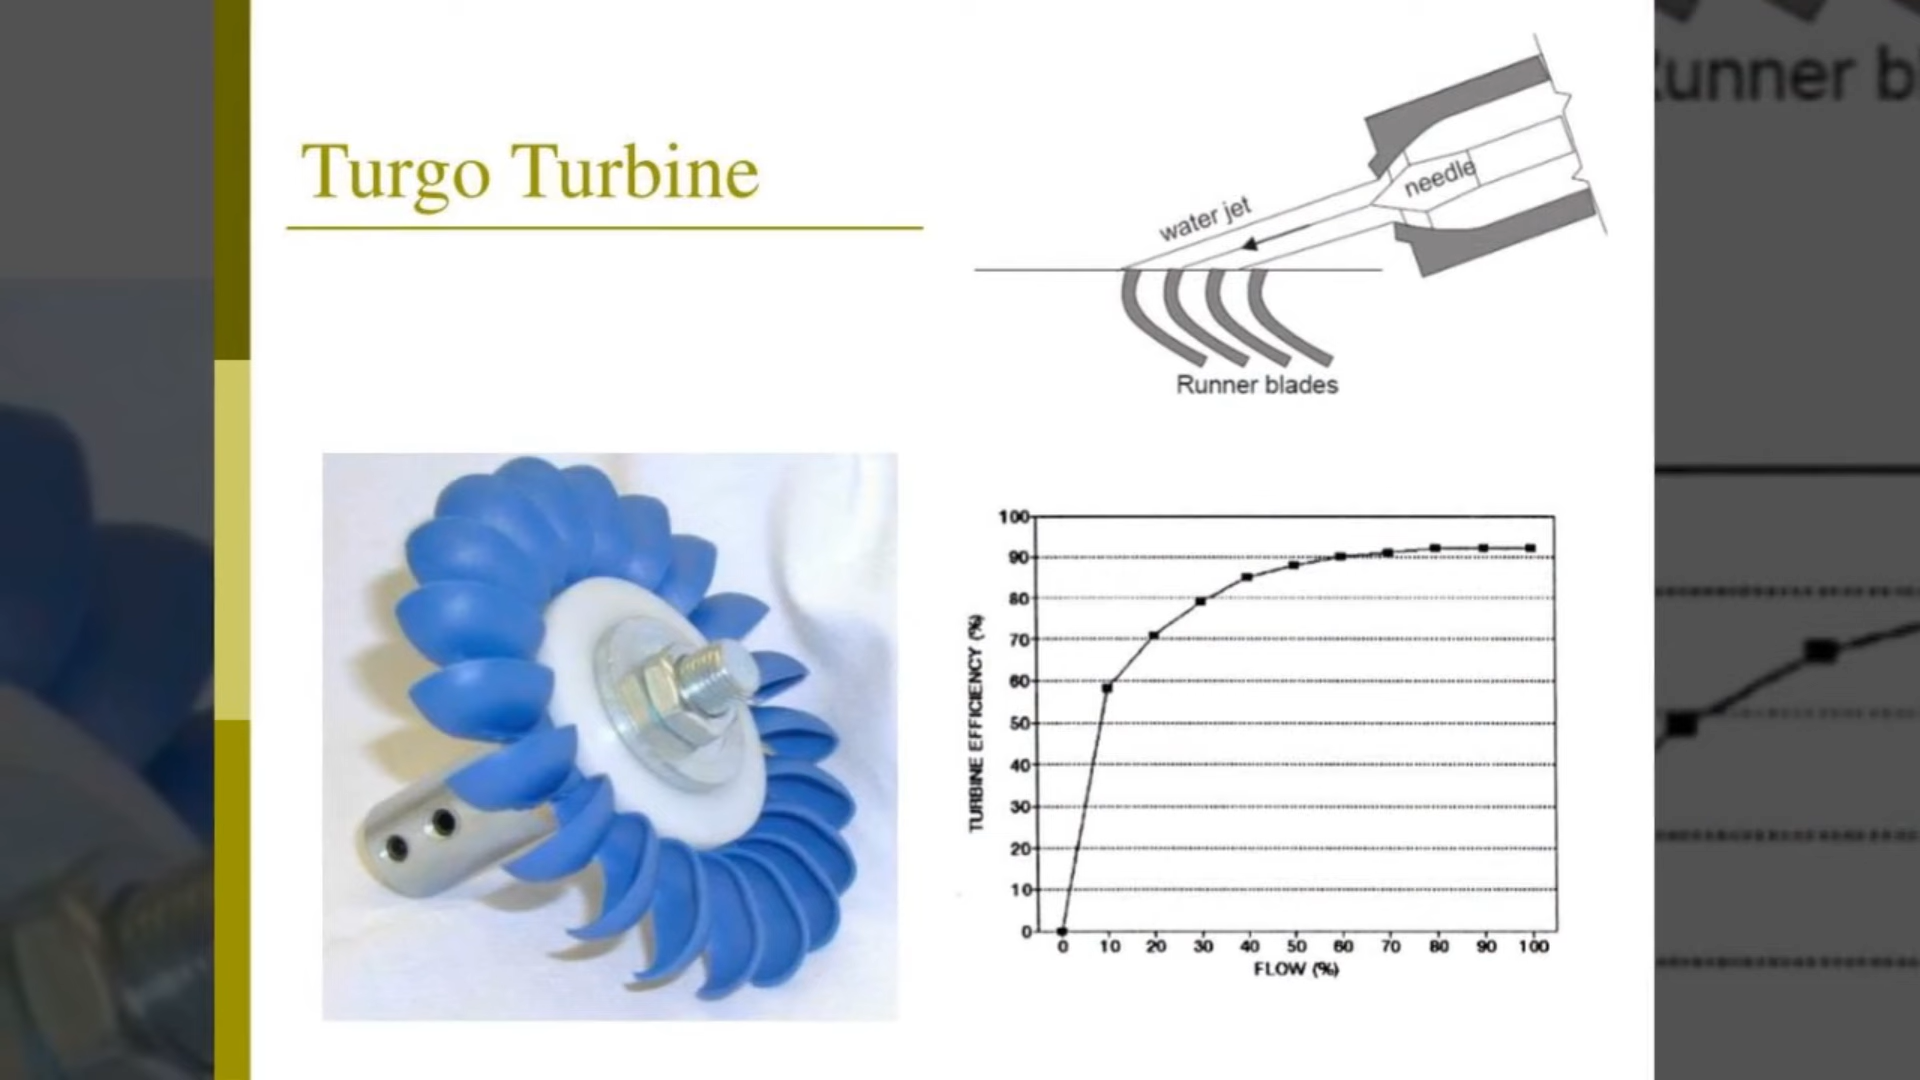 Turgo Turbine
needle
water jet
Runner blades
TURBINE EFFICIENCY (%)
100
90
80
70
60
50
40
30
20
10
0
0 10 20 30 40 50 60 70 80 90 100
FLOW (%)